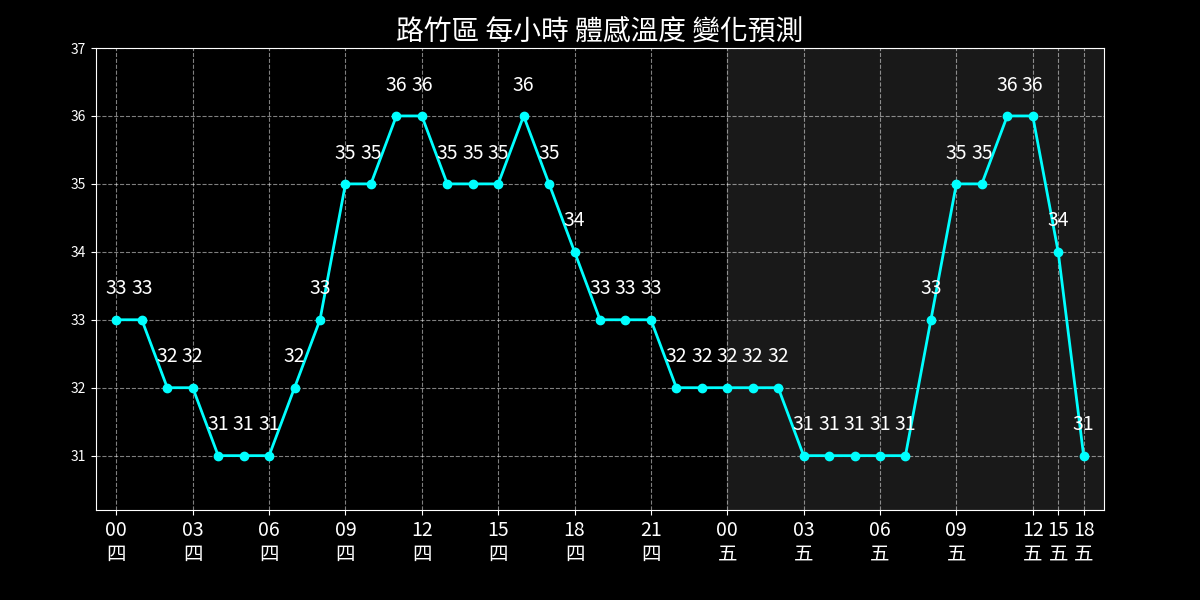 路竹區 每小時 體感溫度 變化預測
37
36 36 36 36 36
36
35 35 35 35 35 35 35 35
35
34 34
34
33 33 33 33 33 33 33
33
32 32 32 32 32 32 32 32
32
31 31 31 31 31 31 31 31 31
31
00 03 06 09 12 15 18 21 00 03 06 09 12 15 18
四 四 四 四 四 四 四 四 五 五 五 五 五 五 五